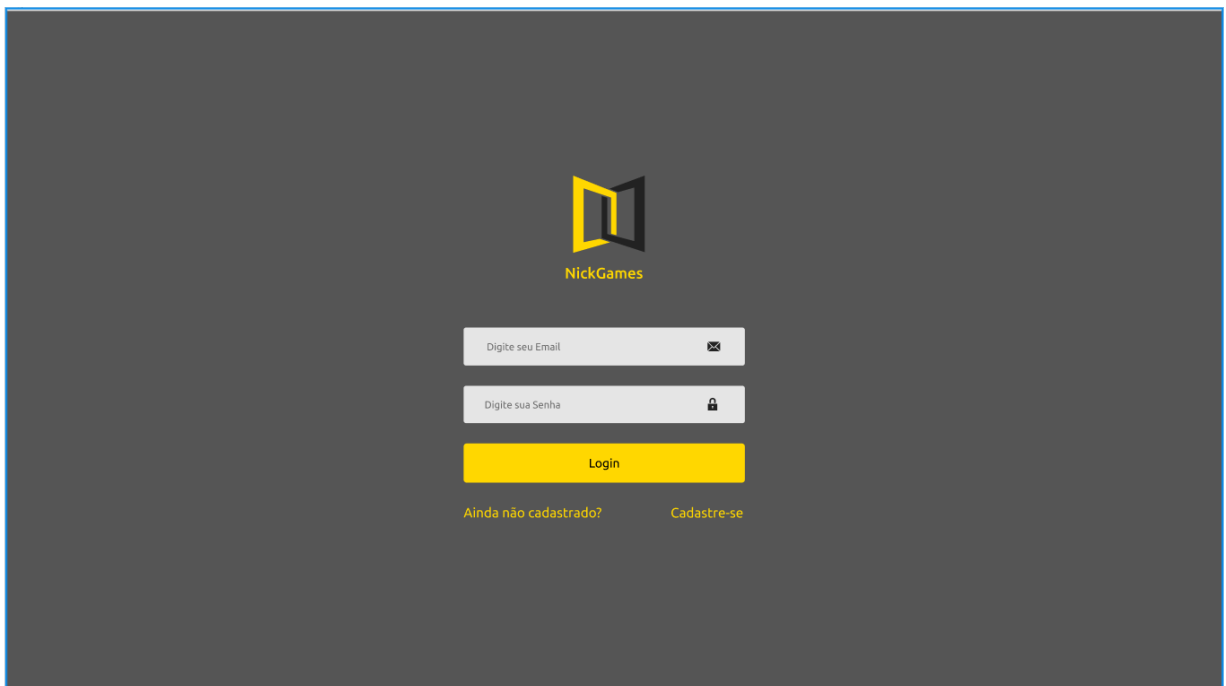 NickGames
Digite seu Email
Digite sua Senha
Login
Ainda não cadastrado? Cadastre-se